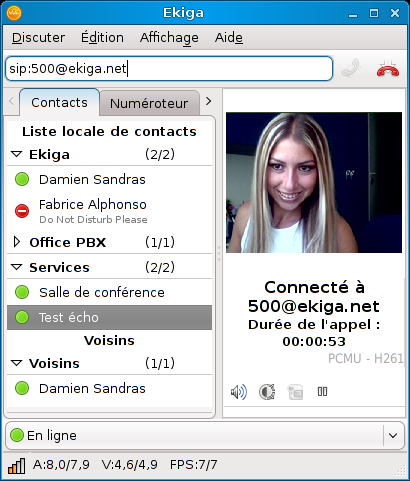 Ekiga
Discuter Édition Affichage Aide
sip:500@ekiga.net
Contacts Numéroteur
Liste locale de contacts
Ekiga (2/2)
Damien Sandras
Fabrice Alphonso
Do Not Disturb Please
Office PBX (1/1)
Services (2/2)
Salle de conférence
Test écho
Voisins
Voisins (1/1)
Damien Sandras
Connecté à
500@ekiga.net
Durée de l'appel :
00:00:53
PCMU - H261
En ligne
A:8,0/7,9 V:4,6/4,9 FPS:7/7